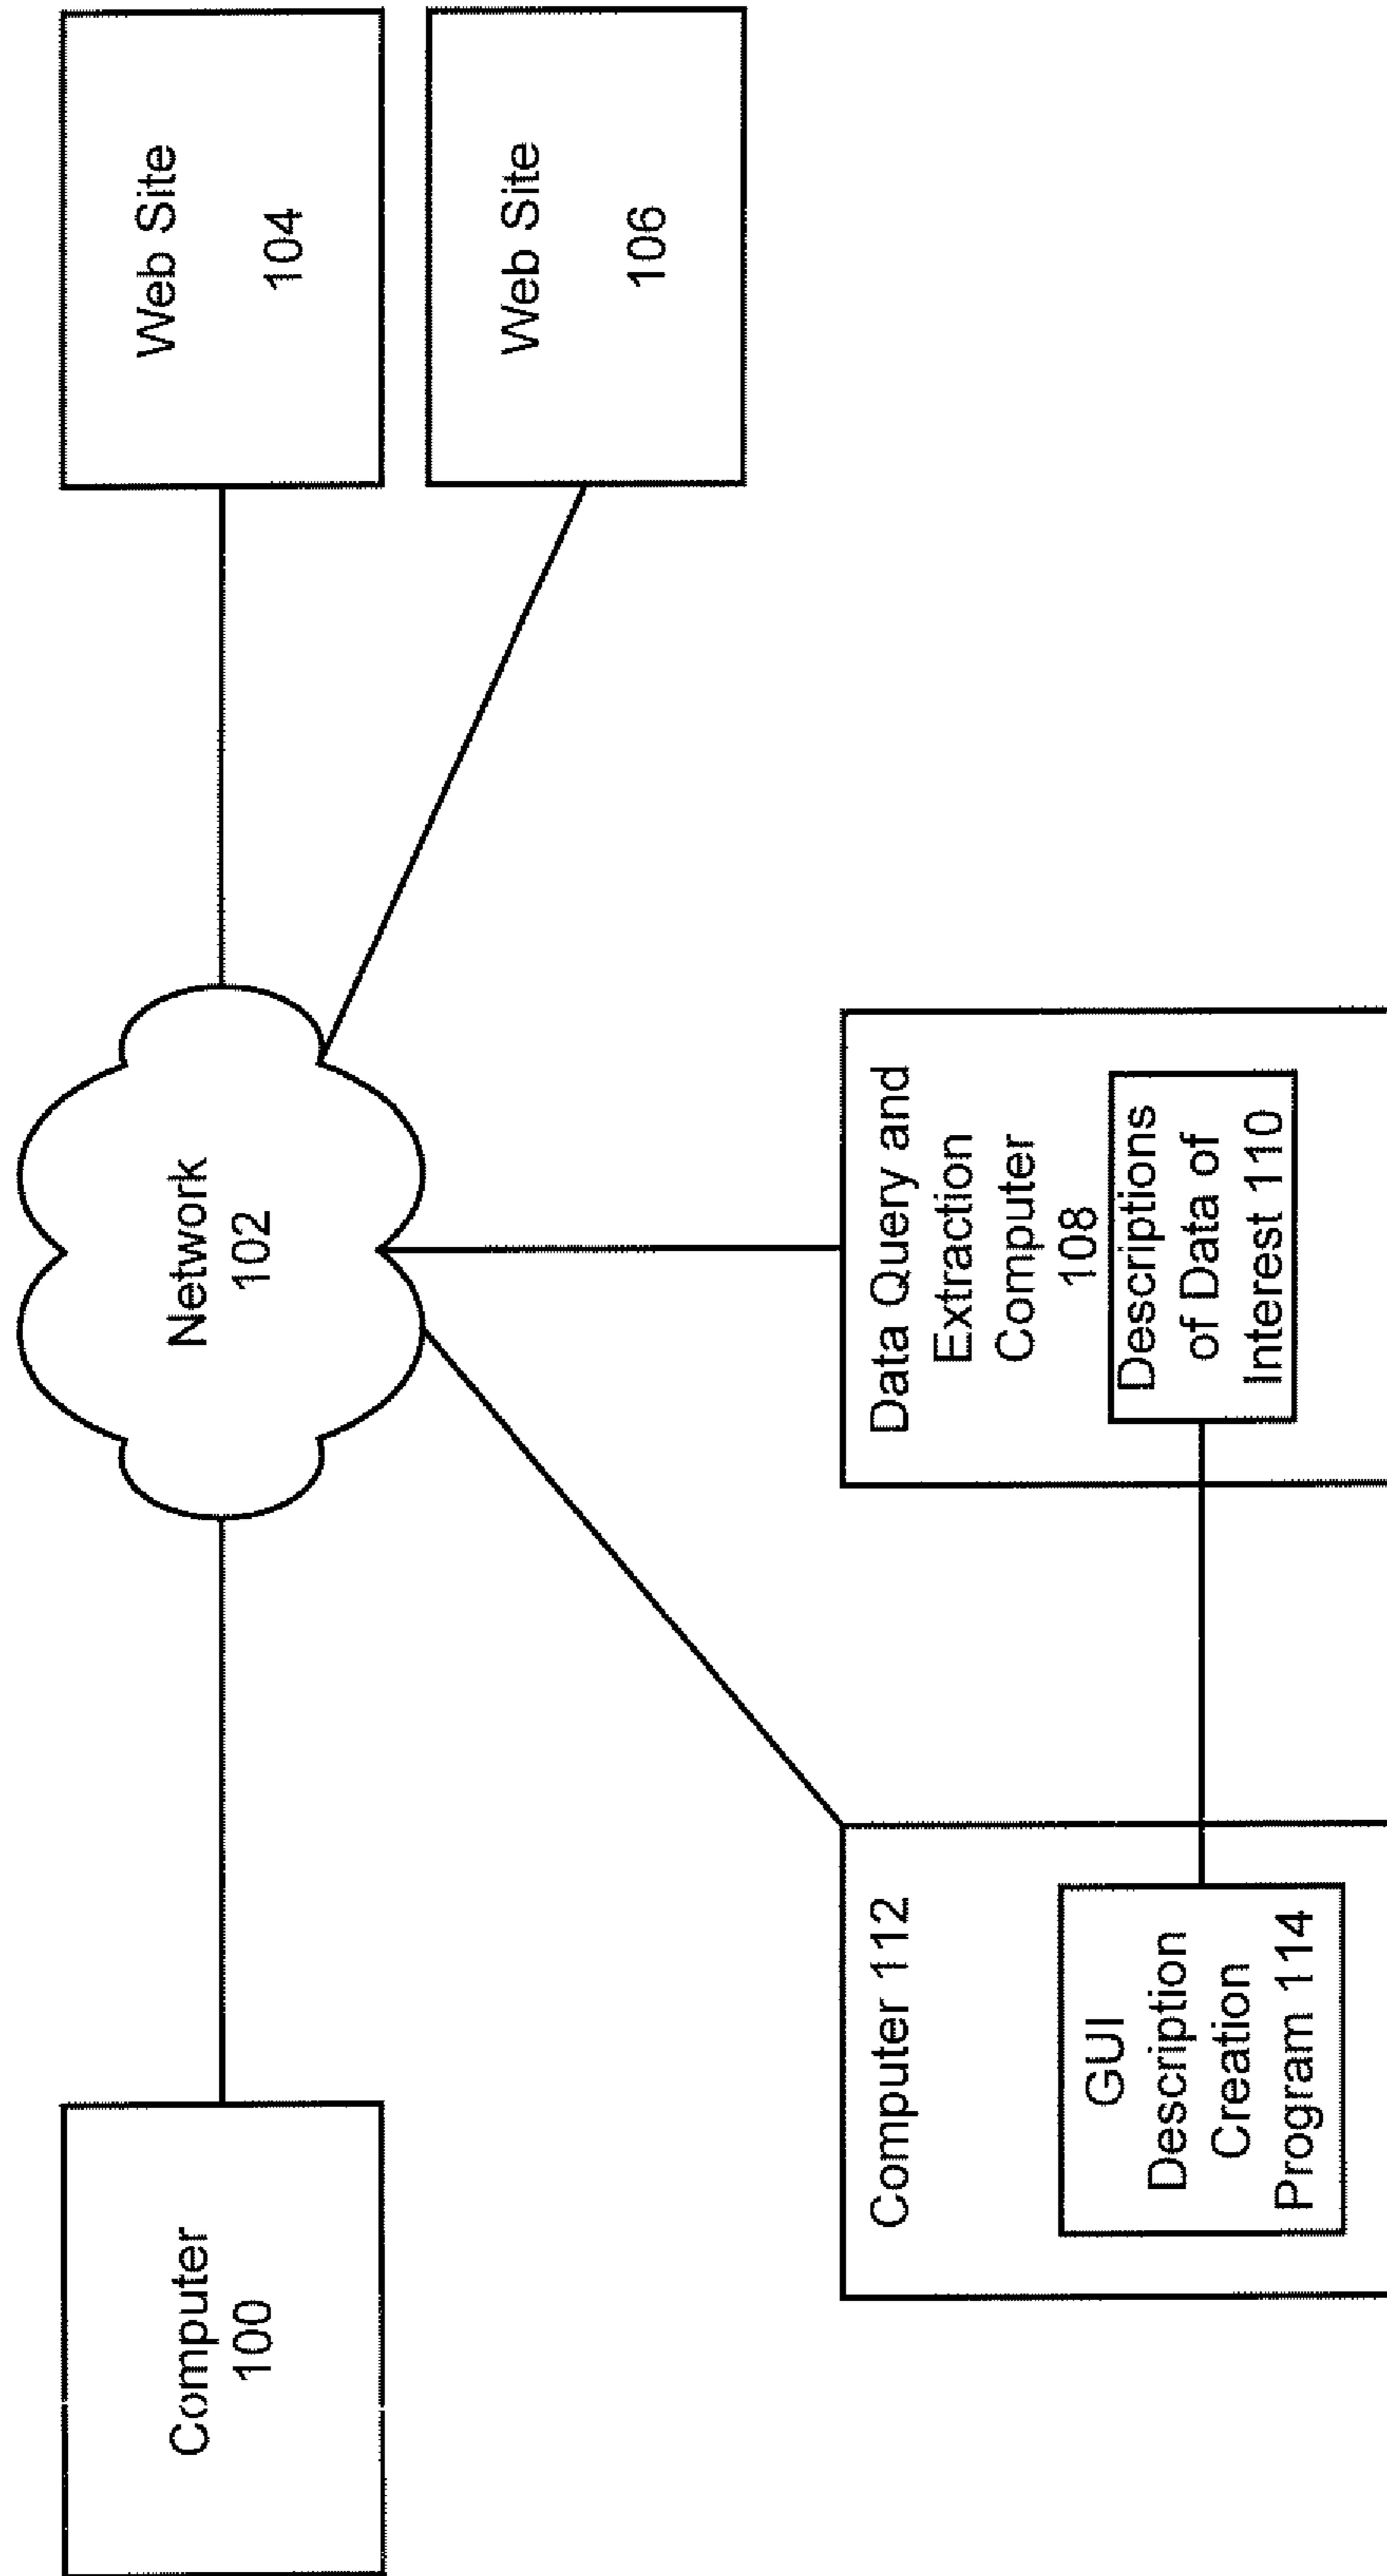 Computer
100
Network
102
Web Site
104
Web Site
106
Computer 112
GUI
Description
Creation
Program 114
Data Query and
Extraction
Computer
108
Descriptions
of Data of
Interest 110